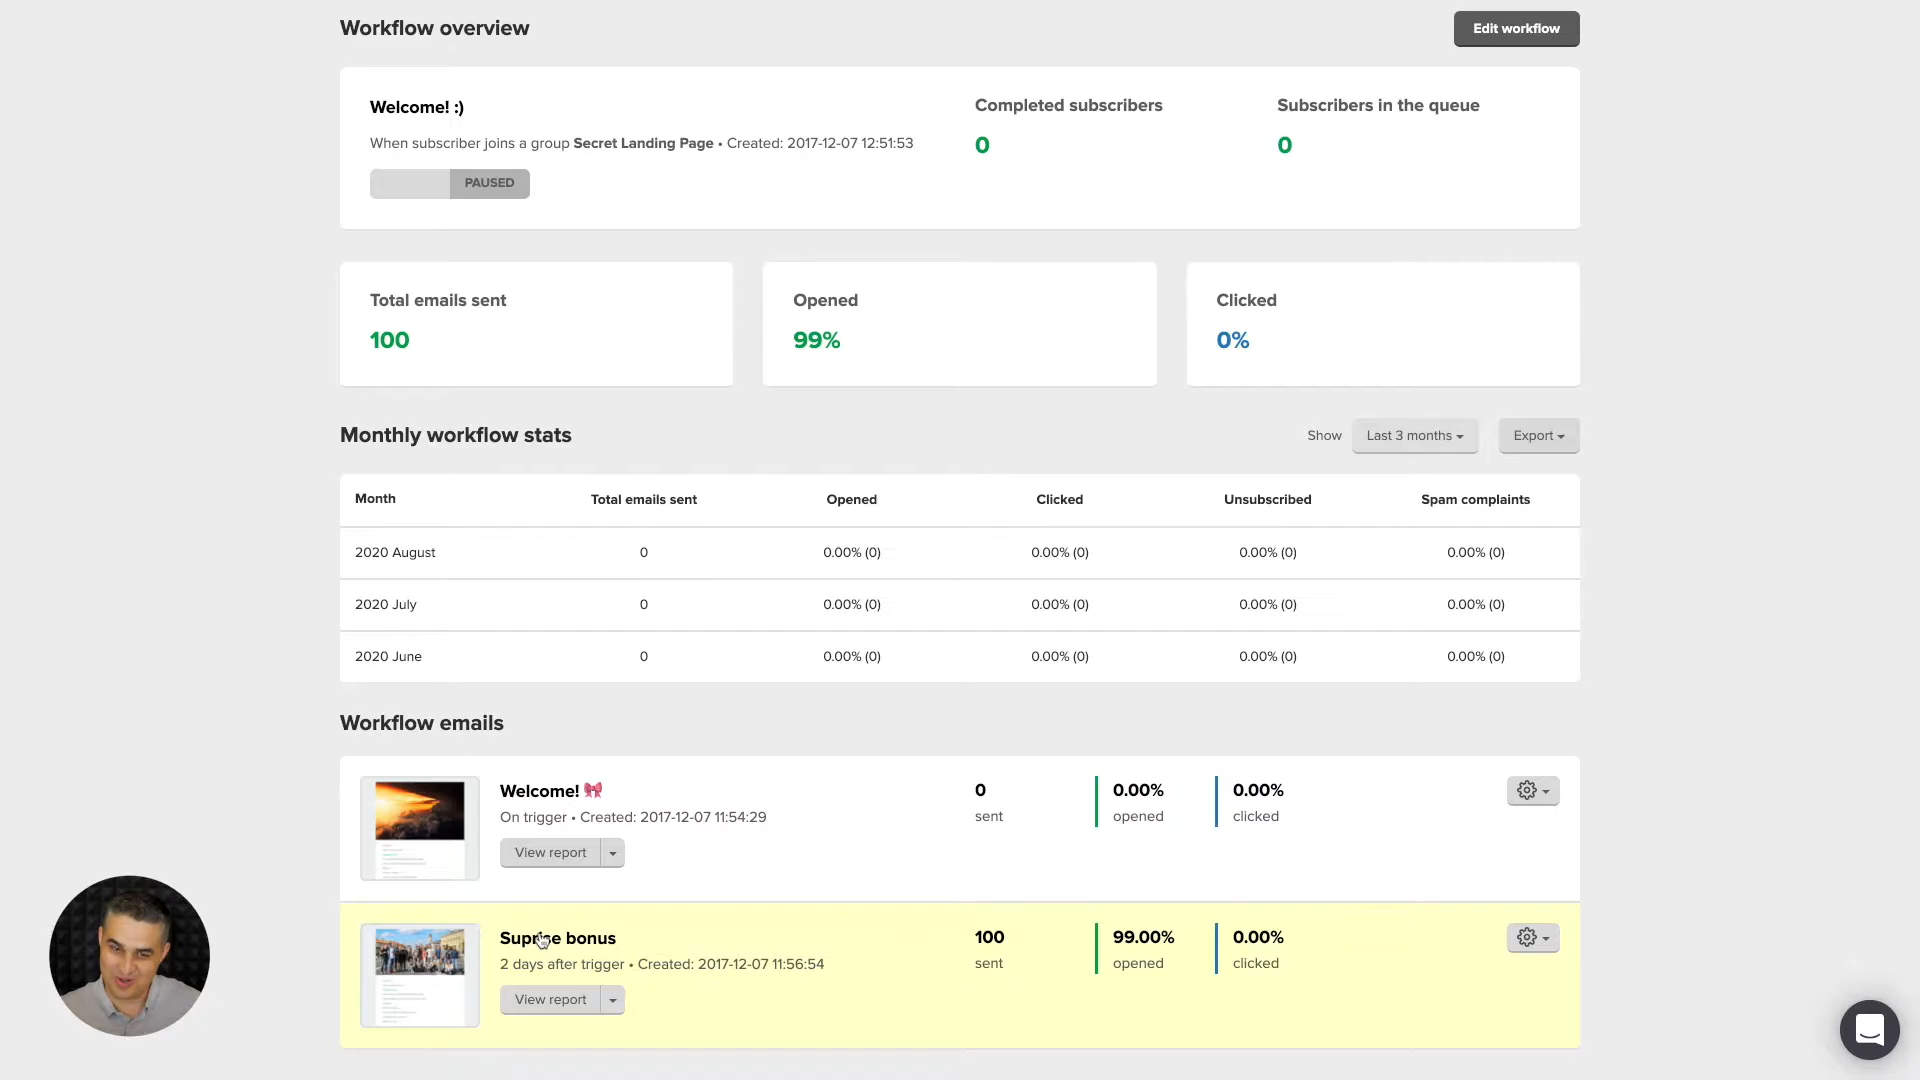 Workflow overview
Edit workflow
Welcome! :)
When subscriber joins a group Secret Landing Page • Created: 2017-12-07 12:51:53
PAUSED
Completed subscribers
0
Subscribers in the queue
0
Total emails sent
100
Opened
99%
Clicked
0%
Monthly workflow stats
Show Last 3 months Export
Month Total emails sent Opened Clicked Unsubscribed Spam complaints
2020 August 0 0.00% (0) 0.00% (0) 0.00% (0) 0.00% (0)
2020 July 0 0.00% (0) 0.00% (0) 0.00% (0) 0.00% (0)
2020 June 0 0.00% (0) 0.00% (0) 0.00% (0) 0.00% (0)
Workflow emails
Welcome! 🎀
On trigger • Created: 2017-12-07 11:54:29
View report
0
sent
0.00%
opened
0.00%
clicked
Suprise bonus
2 days after trigger • Created: 2017-12-07 11:56:54
View report
100
sent
99.00%
opened
0.00%
clicked